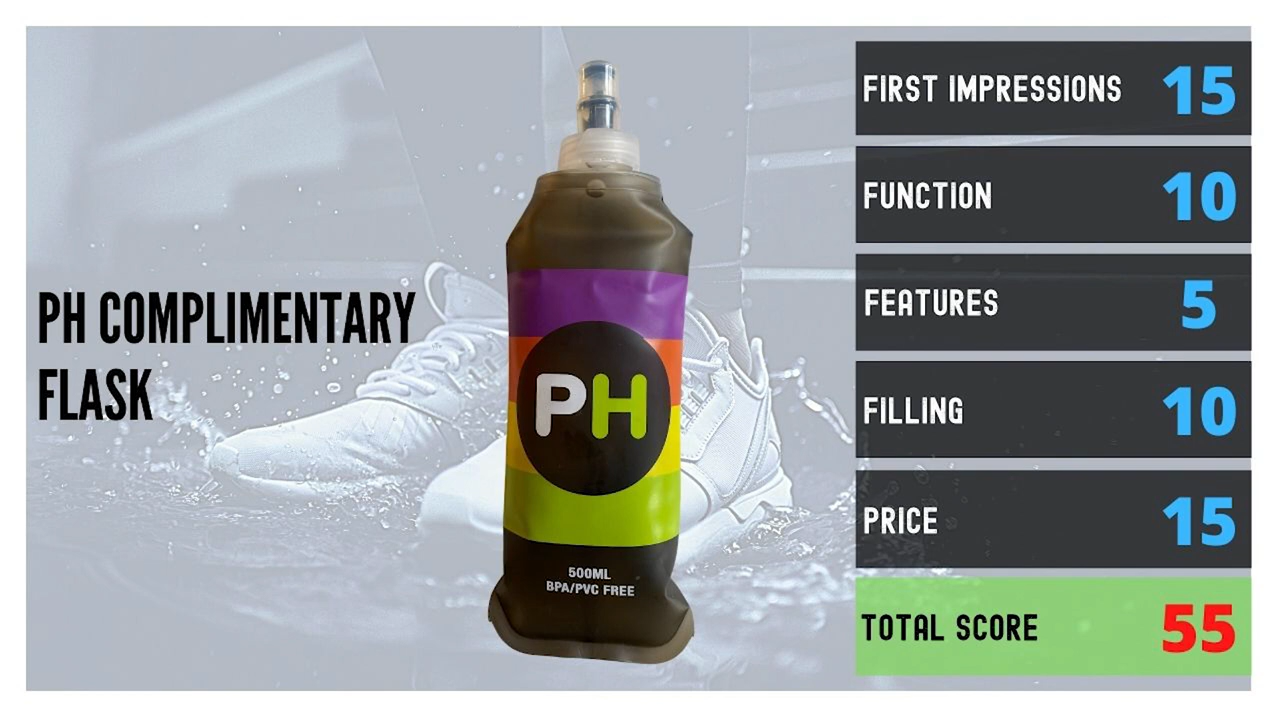 PH COMPLIMENTARY
FLASK
PH
500ML
BPA/PVC FREE
FIRST IMPRESSIONS 15
FUNCTION 10
FEATURES 5
FILLING 10
PRICE 15
TOTAL SCORE 55